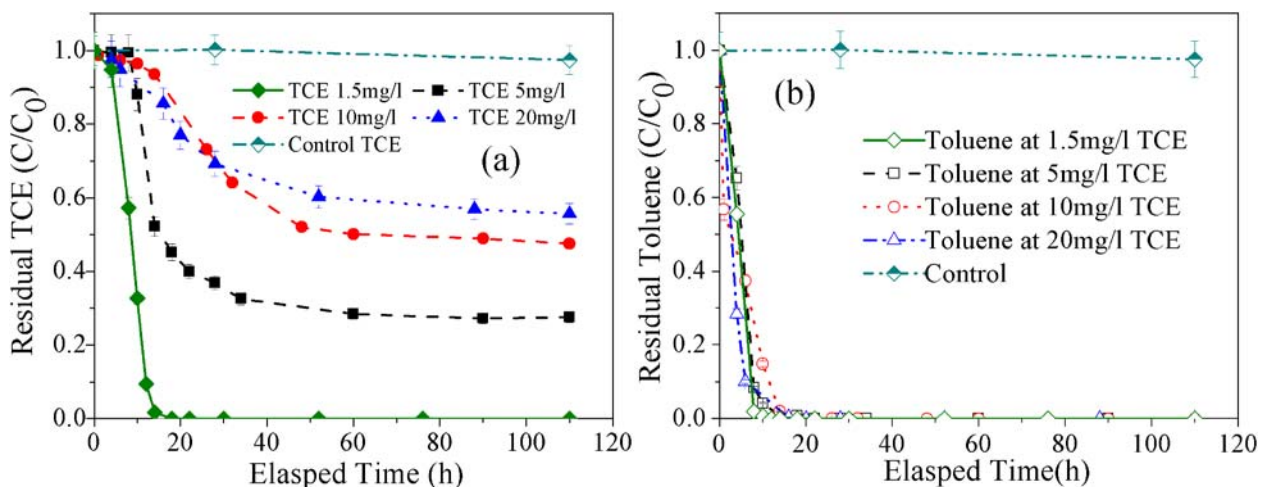 Residual TCE (C/C0)
1.0
0.8
0.6
0.4
0.2
0.0
TCE 1.5mg/l
TCE 5mg/l
TCE 10mg/l
TCE 20mg/l
Control TCE
(a)
0 20 40 60 80 100 120
Elasped Time (h)
Residual Toluene (C/C0)
1.0
0.8
0.6
0.4
0.2
0.0
(b)
Toluene at 1.5mg/l TCE
Toluene at 5mg/l TCE
Toluene at 10mg/l TCE
Toluene at 20mg/l TCE
Control
0 20 40 60 80 100 120
Elasped Time(h)